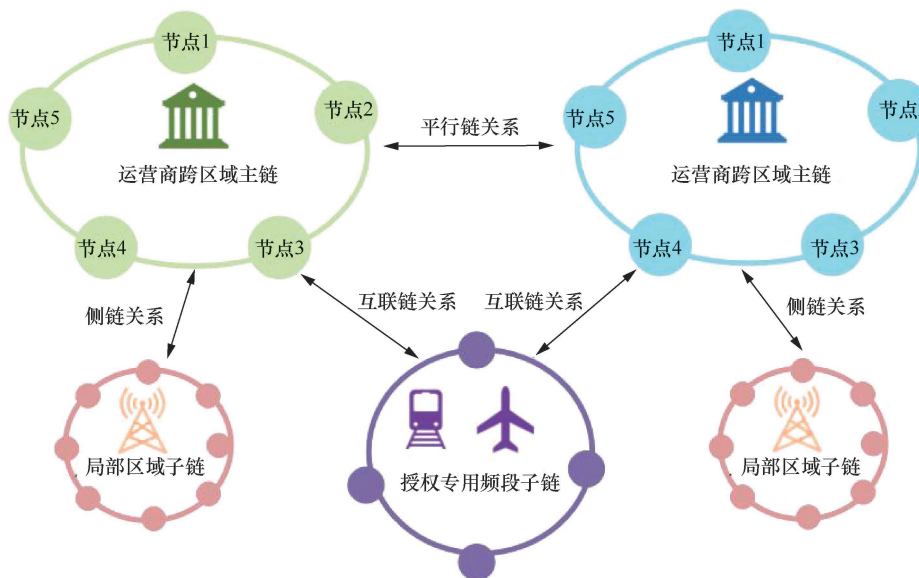 节点1
节点2
节点5
运营商跨区域主链
节点4
节点3
平行链关系
节点1
节点
节点5
运营商跨区域主链
节点4
节点3
侧链关系
互联链关系
互联链关系
侧链关系
局部区域子链
授权专用频段子链
局部区域子链